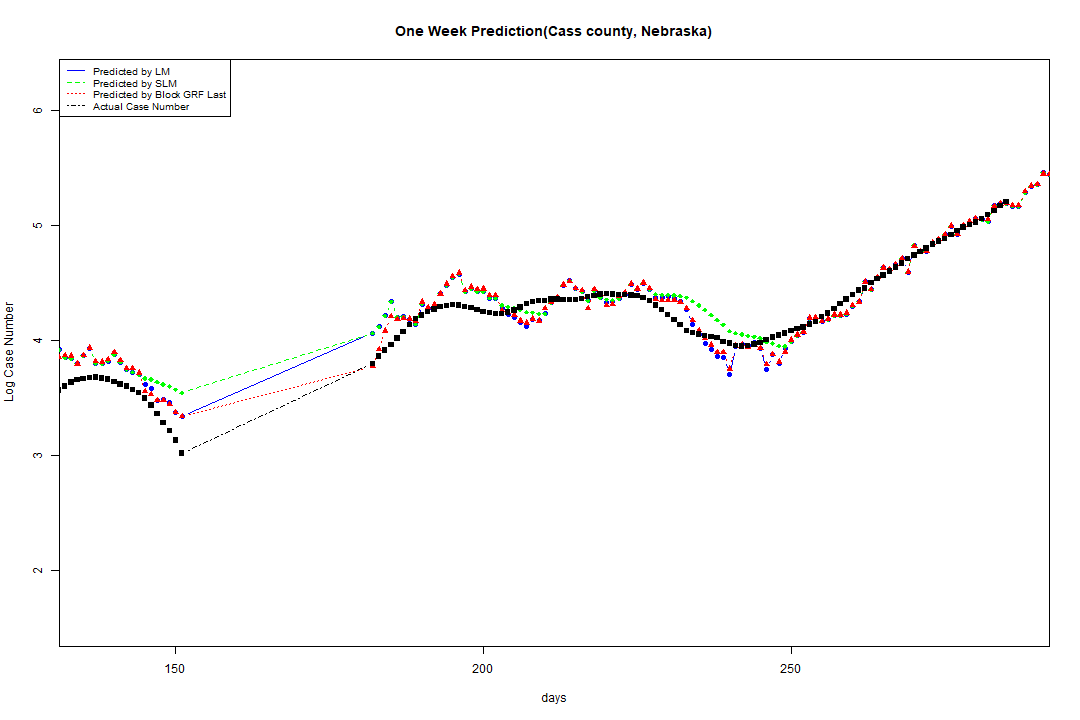 One Week Prediction(Cass county, Nebraska)
Predicted by LM
Predicted by SLM
Predicted by Block GRF Last
Actual Case Number
6
5
4
3
2
Log Case Number
150
200
250
days